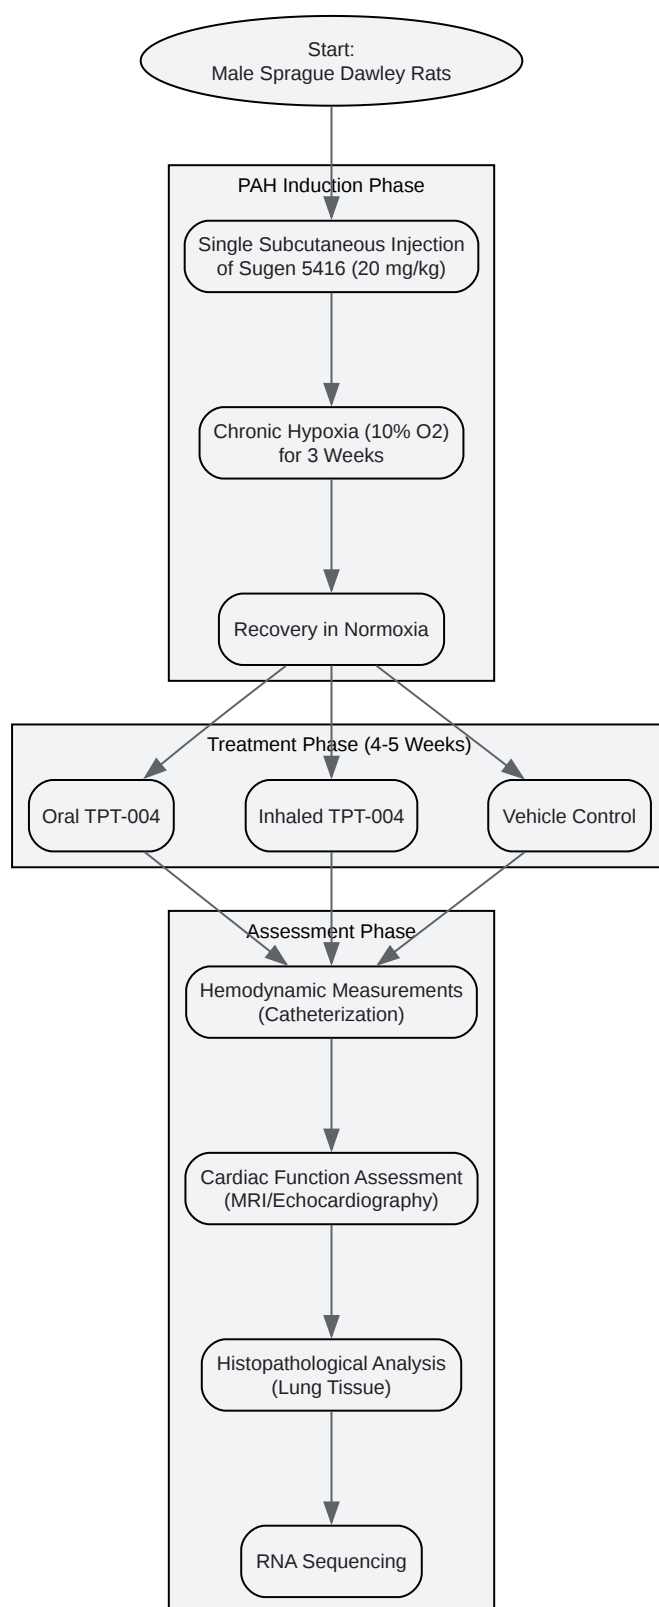 Start:
Male Sprague Dawley Rats
PAH Induction Phase
Single Subcutaneous Injection
of Sugen 5416 (20 mg/kg)
Chronic Hypoxia (10% O2)
for 3 Weeks
Recovery in Normoxia
Treatment Phase (4-5 Weeks)
Oral TPT-004
Inhaled TPT-004
Vehicle Control
Assessment Phase
Hemodynamic Measurements
(Catheterization)
Cardiac Function Assessment
(MRI/Echocardiography)
Histopathological Analysis
(Lung Tissue)
RNA Sequencing